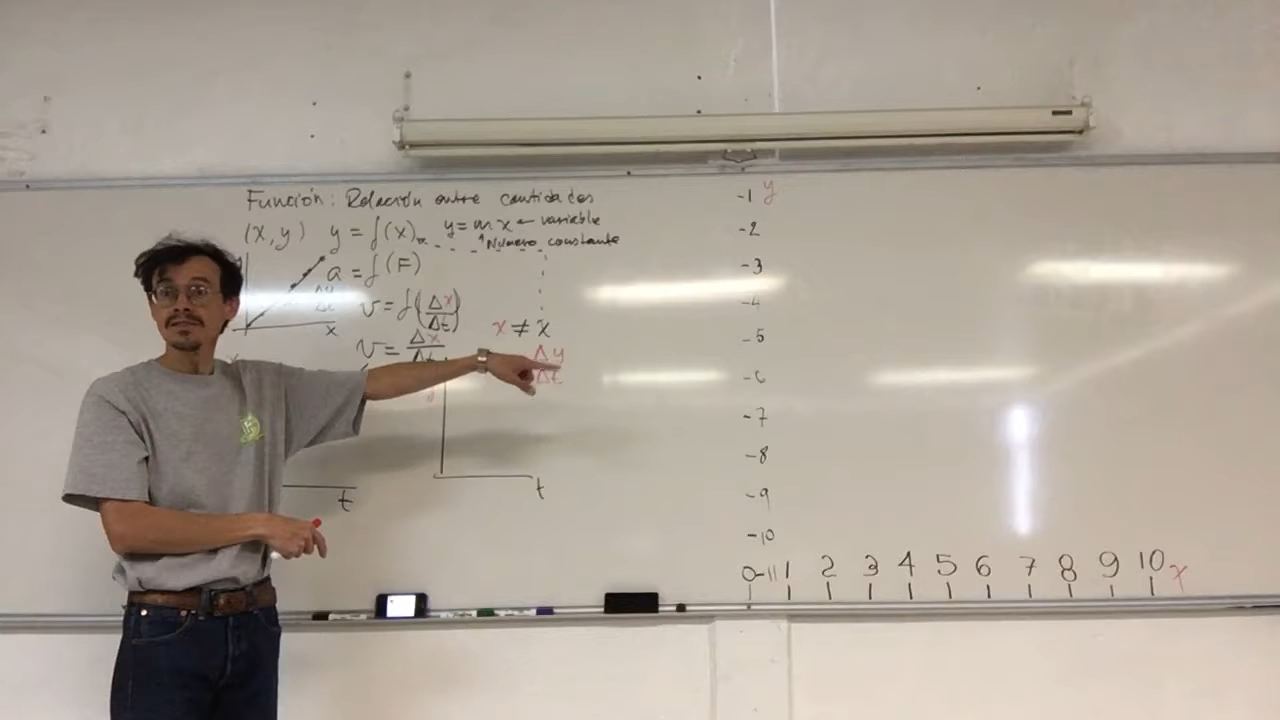 Función: Relación entre cantidades
(x, y) y = f(x) y = m x ← variable
↑Número constante
a = f(F)
v = f(Δx/Δt)
x
v = Δx/Δt
x ≠ x
Δy/Δt
y
t
t
-1 y
-2
-3
-4
-5
-6
-7
-8
-9
-10
0 -11 1 2 3 4 5 6 7 8 9 10 x